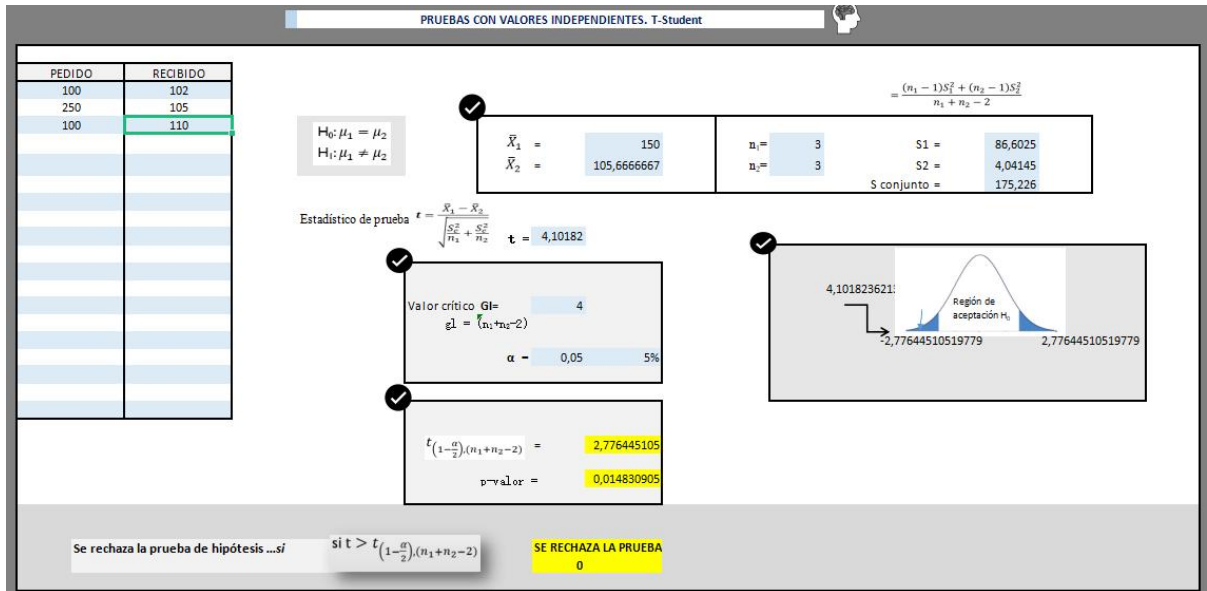 PRUEBAS CON VALORES INDEPENDIENTES. T-Student
PEDIDO RECIBIDO
100 102
250 105
100 110
H₀: μ₁ = μ₂
H₁: μ₁ ≠ μ₂
= (n₁ − 1)S₁² + (n₂ − 1)S₂² / n₁ + n₂ − 2
X̄₁ = 150 n₁= 3 S1 = 86,6025
X̄₂ = 105,6666667 n₂= 3 S2 = 4,04145
S conjunto = 175,226
Estadístico de prueba t = X̄₁ − X̄₂ / √(S꜀²/n₁ + S꜀²/n₂) t = 4,10182
Valor crítico Gl= 4
gl = (n₁+n₂−2)
α = 0,05 5%
4,101823621
Región de
aceptación H₀
-2,77644510519779 2,77644510519779
t(1−α/2),(n₁+n₂−2) = 2,776445105
p-valor = 0,014830905
Se rechaza la prueba de hipótesis ...si si t > t(1−α/2),(n₁+n₂−2) SE RECHAZA LA PRUEBA
0